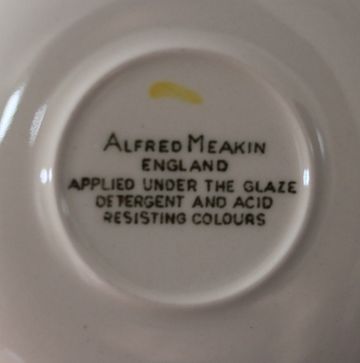 ALFRED MEAKIN
ENGLAND
APPLIED UNDER THE GLAZE
DETERGENT AND ACID
RESISTING COLOURS